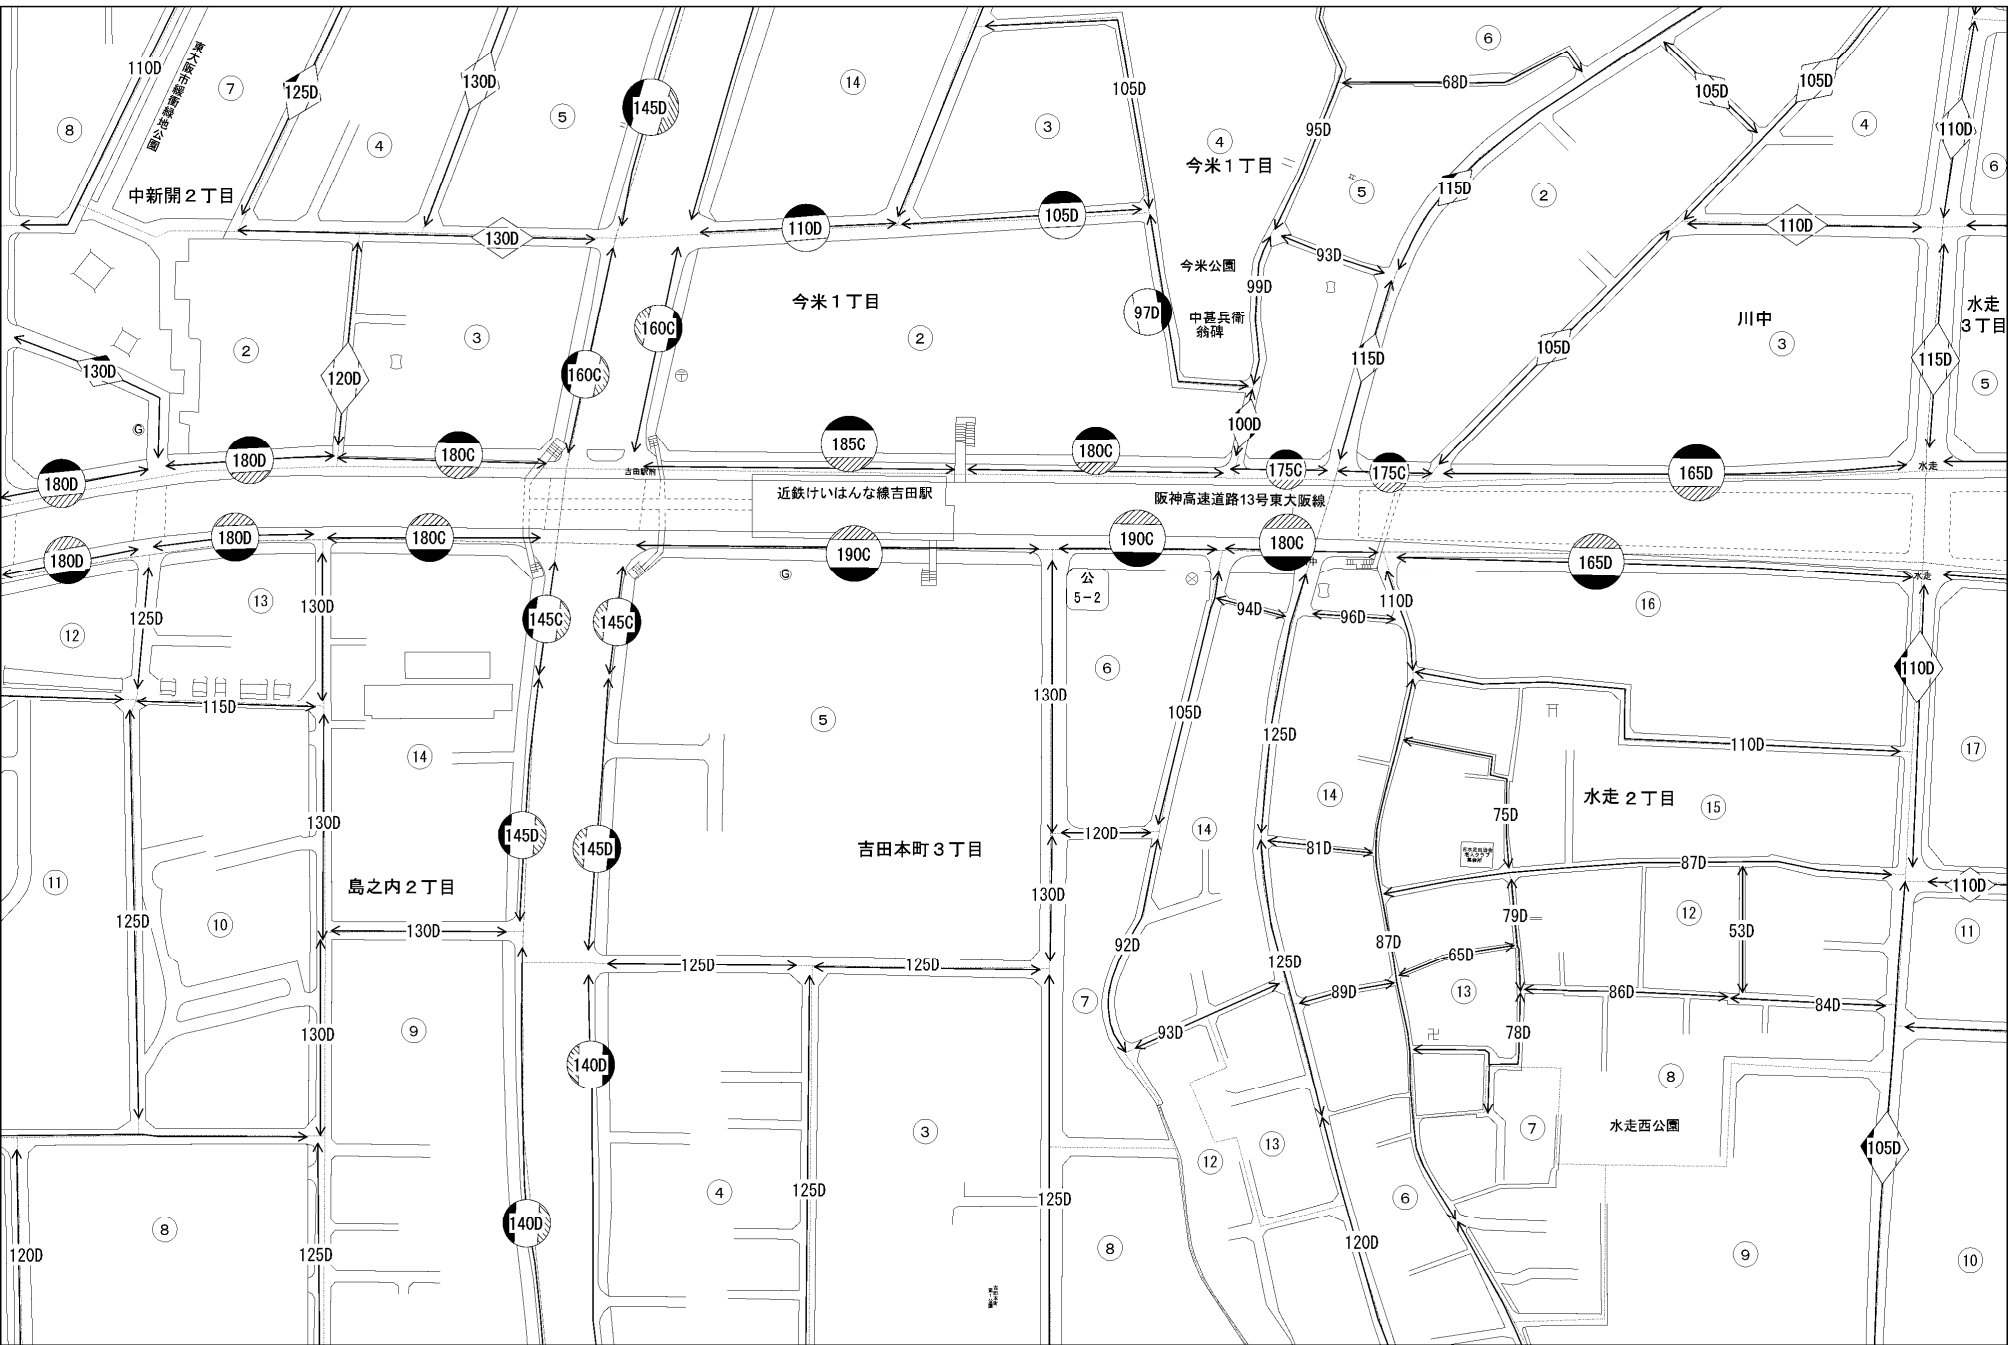 110D
東大阪市緩衝緑地公園
⑦
125D
130D
⑤
145D
⑭
105D
③
⑥
68D
105D
105D
④
110D
⑧
④
95D
④
今米1丁目
⑤
115D
②
⑥
中新開2丁目
130D
110D
105D
93D
110D
今米公園
99D
今米1丁目
中甚兵衛
翁碑
97D
160C
川中
水走
3丁目
②
③
②
105D
③
130D
120D
160C
115D
115D
⑤
G
100D
180D
180D
180C
吉田駅前
185C
180C
175C
175C
165D
水走
近鉄けいはんな線吉田駅
阪神高速道路13号東大阪線
180D
180D
180C
190C
190C
180C
165D
水走
G
公
5-2
⑬
130D
⑫
125D
145C
145C
94D
96D
110D
⑯
⑥
110D
115D
130D
105D
125D
110D
⑤
⑭
⑰
75D
⑭
水走2丁目
⑮
130D
145D
145D
120D
⑭
81D
吉田本町3丁目
87D
⑪
島之内2丁目
130D
110D
125D
⑩
130D
92D
87D
79D
⑫
53D
⑪
125D
125D
125D
65D
89D
⑬
86D
84D
⑦
130D
⑨
93D
78D
140D
⑧
③
⑦
水走西公園
⑬
⑫
105D
④
125D
125D
⑥
⑧
140D
120D
⑧
⑨
⑩
120D
125D